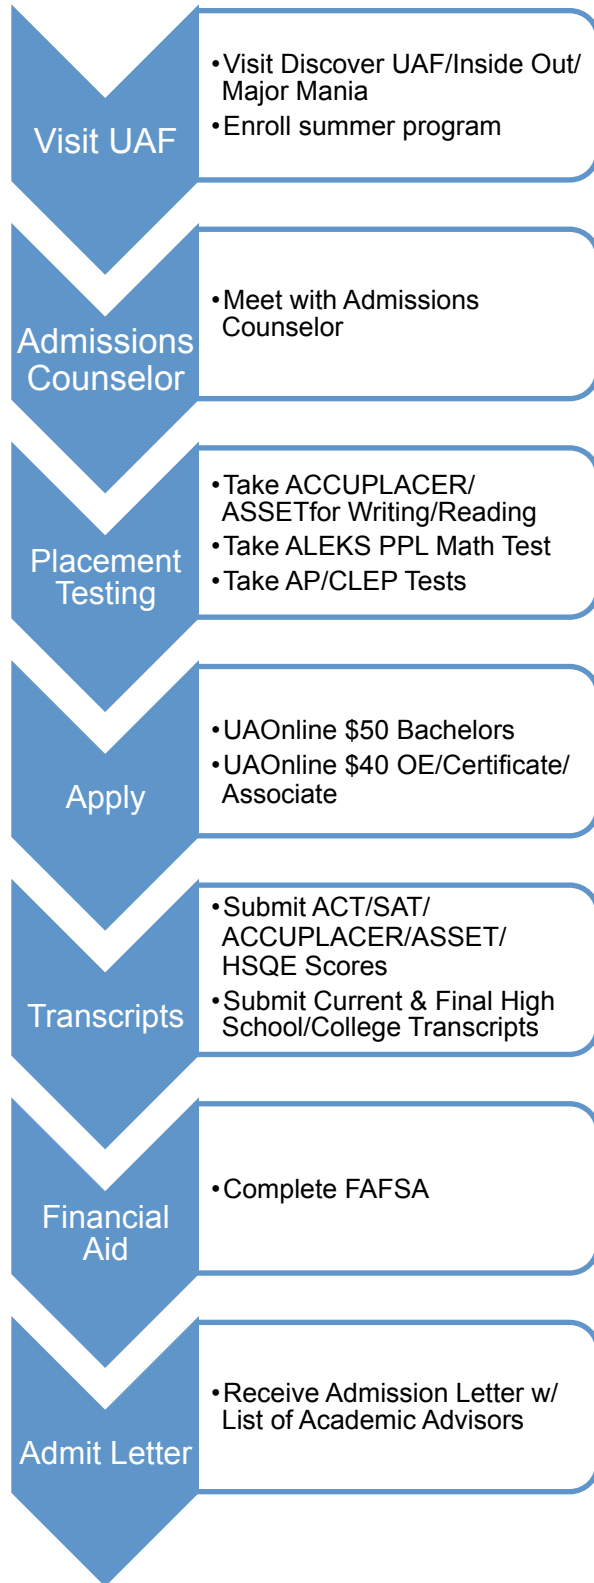 Visit UAF
•Visit Discover UAF/Inside Out/
Major Mania
•Enroll summer program
Admissions
Counselor
•Meet with Admissions
Counselor
Placement
Testing
•Take ACCUPLACER/
ASSETfor Writing/Reading
•Take ALEKS PPL Math Test
•Take AP/CLEP Tests
Apply
•UAOnline $50 Bachelors
•UAOnline $40 OE/Certificate/
Associate
Transcripts
•Submit ACT/SAT/
ACCUPLACER/ASSET/
HSQE Scores
•Submit Current & Final High
School/College Transcripts
Financial
Aid
•Complete FAFSA
Admit Letter
•Receive Admission Letter w/
List of Academic Advisors